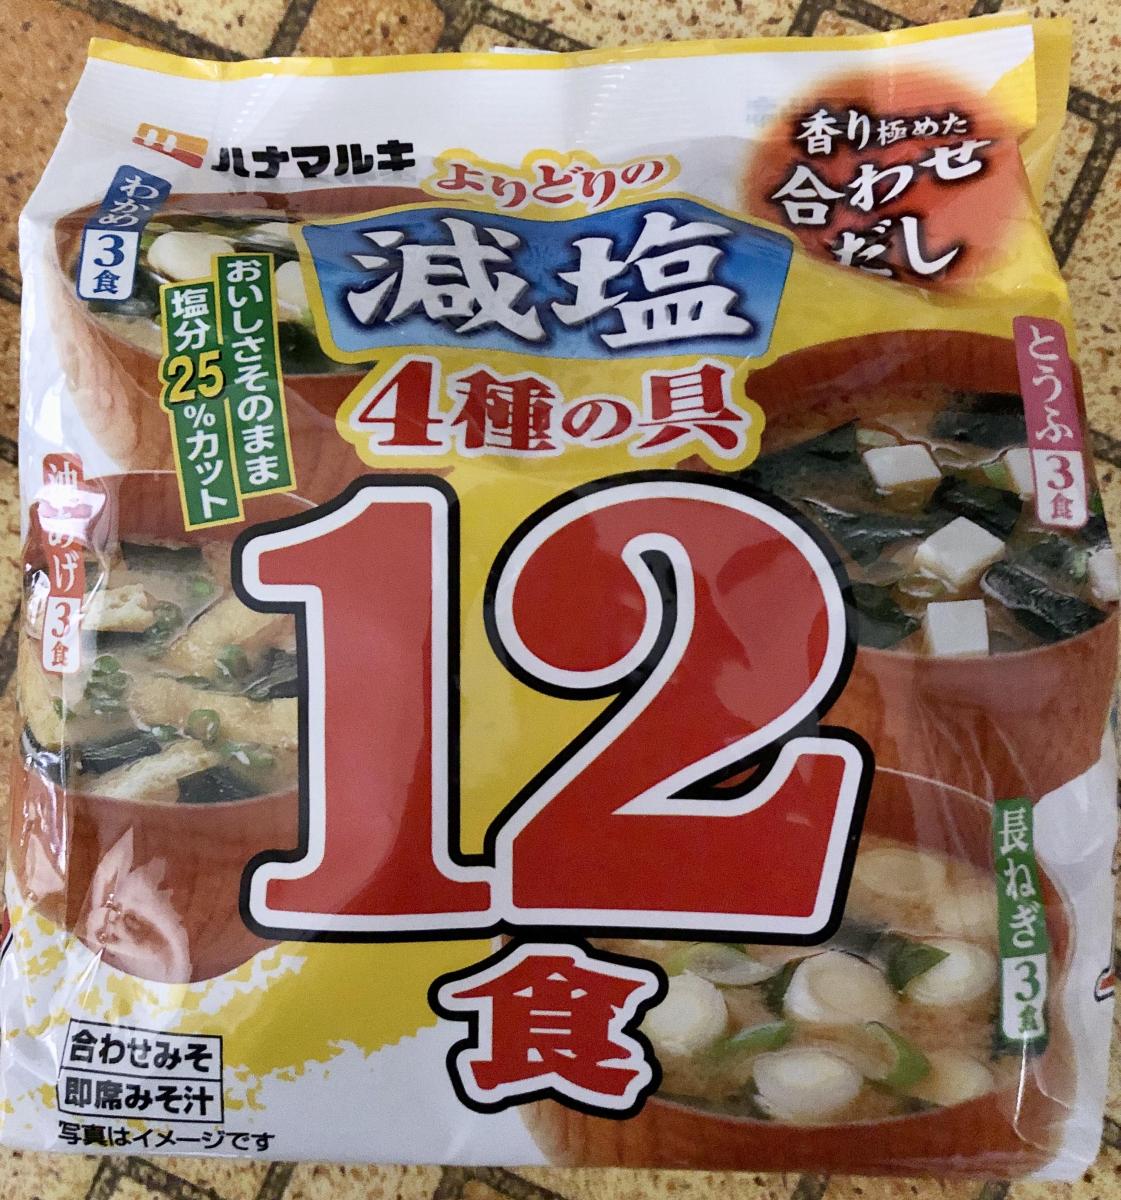 ハナマルキ
香り極めた
合わせ
だし
よりどりの
減塩
4種の具
12
食
わかめ
3食
おいしさそのまま
塩分25%カット
とうふ
3食
油あげ
3食
長ねぎ
3食
合わせみそ
即席みそ汁
写真はイメージです